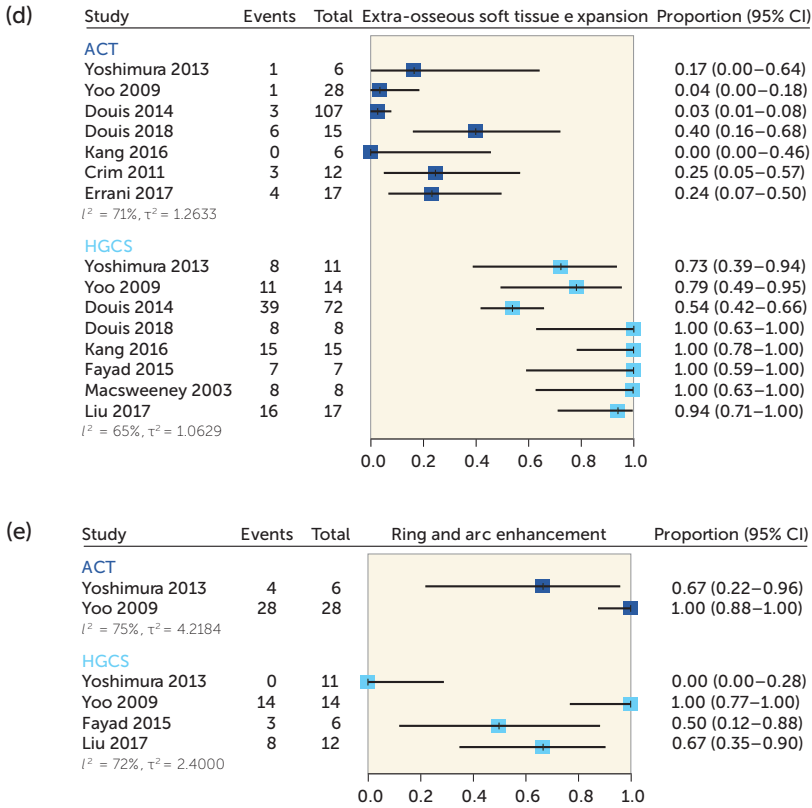 (d)
Study Events Total Extra-osseous soft tissue e xpansion Proportion (95% CI)
ACT
Yoshimura 2013 1 6 0.17 (0.00–0.64)
Yoo 2009 1 28 0.04 (0.00–0.18)
Douis 2014 3 107 0.03 (0.01–0.08)
Douis 2018 6 15 0.40 (0.16–0.68)
Kang 2016 0 6 0.00 (0.00–0.46)
Crim 2011 3 12 0.25 (0.05–0.57)
Errani 2017 4 17 0.24 (0.07–0.50)
I² = 71%, τ² = 1.2633
HGCS
Yoshimura 2013 8 11 0.73 (0.39–0.94)
Yoo 2009 11 14 0.79 (0.49–0.95)
Douis 2014 39 72 0.54 (0.42–0.66)
Douis 2018 8 8 1.00 (0.63–1.00)
Kang 2016 15 15 1.00 (0.78–1.00)
Fayad 2015 7 7 1.00 (0.59–1.00)
Macsweeney 2003 8 8 1.00 (0.63–1.00)
Liu 2017 16 17 0.94 (0.71–1.00)
I² = 65%, τ² = 1.0629
0.0 0.2 0.4 0.6 0.8 1.0
(e)
Study Events Total Ring and arc enhancement Proportion (95% CI)
ACT
Yoshimura 2013 4 6 0.67 (0.22–0.96)
Yoo 2009 28 28 1.00 (0.88–1.00)
I² = 75%, τ² = 4.2184
HGCS
Yoshimura 2013 0 11 0.00 (0.00–0.28)
Yoo 2009 14 14 1.00 (0.77–1.00)
Fayad 2015 3 6 0.50 (0.12–0.88)
Liu 2017 8 12 0.67 (0.35–0.90)
I² = 72%, τ² = 2.4000
0.0 0.2 0.4 0.6 0.8 1.0